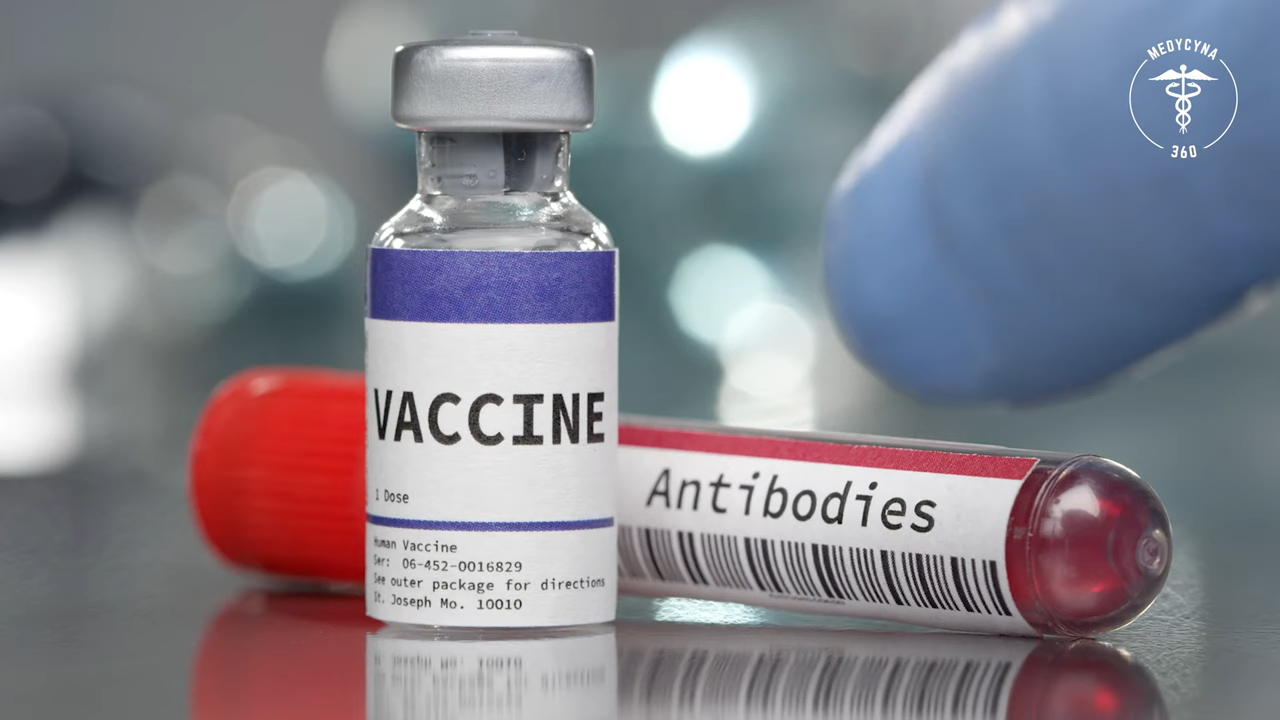 MEDYCYNA
360
VACCINE
1 Dose
Human Vaccine
Ser: 06-452-0016829
See outer package for directions
St. Joseph Mo. 10010
Antibodies